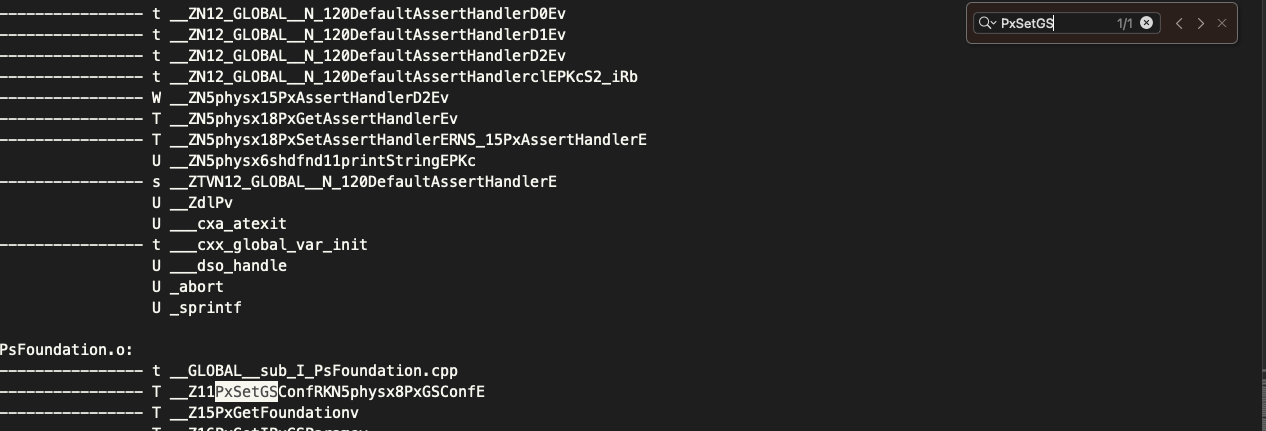 ---------------- t __ZN12_GLOBAL__N_120DefaultAssertHandlerD0Ev
---------------- t __ZN12_GLOBAL__N_120DefaultAssertHandlerD1Ev
---------------- t __ZN12_GLOBAL__N_120DefaultAssertHandlerD2Ev
---------------- t __ZN12_GLOBAL__N_120DefaultAssertHandlerclEPKcS2_iRb
---------------- W __ZN5physx15PxAssertHandlerD2Ev
---------------- T __ZN5physx18PxGetAssertHandlerEv
---------------- T __ZN5physx18PxSetAssertHandlerERNS_15PxAssertHandlerE
U __ZN5physx6shdfnd11printStringEPKc
---------------- s __ZTVN12_GLOBAL__N_120DefaultAssertHandlerE
U __ZdlPv
U ___cxa_atexit
---------------- t ___cxx_global_var_init
U ___dso_handle
U _abort
U _sprintf
PsFoundation.o:
---------------- t __GLOBAL__sub_I_PsFoundation.cpp
---------------- T __Z11PxSetGSConfRKN5physx8PxGSConfE
---------------- T __Z15PxGetFoundationv
PxSetGS 1/1